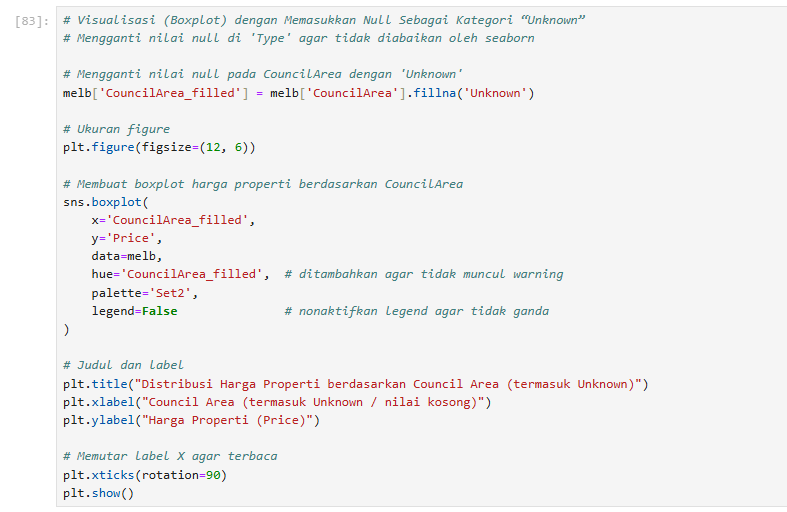 [83]: # Visualisasi (Boxplot) dengan Memasukkan Null Sebagai Kategori “Unknown”
# Mengganti nilai null di 'Type' agar tidak diabaikan oleh seaborn
# Mengganti nilai null pada CouncilArea dengan 'Unknown'
melb['CouncilArea_filled'] = melb['CouncilArea'].fillna('Unknown')
# Ukuran figure
plt.figure(figsize=(12, 6))
# Membuat boxplot harga properti berdasarkan CouncilArea
sns.boxplot(
    x='CouncilArea_filled',
    y='Price',
    data=melb,
    hue='CouncilArea_filled',  # ditambahkan agar tidak muncul warning
    palette='Set2',
    legend=False               # nonaktifkan legend agar tidak ganda
)
# Judul dan label
plt.title("Distribusi Harga Properti berdasarkan Council Area (termasuk Unknown)")
plt.xlabel("Council Area (termasuk Unknown / nilai kosong)")
plt.ylabel("Harga Properti (Price)")
# Memutar label X agar terbaca
plt.xticks(rotation=90)
plt.show()